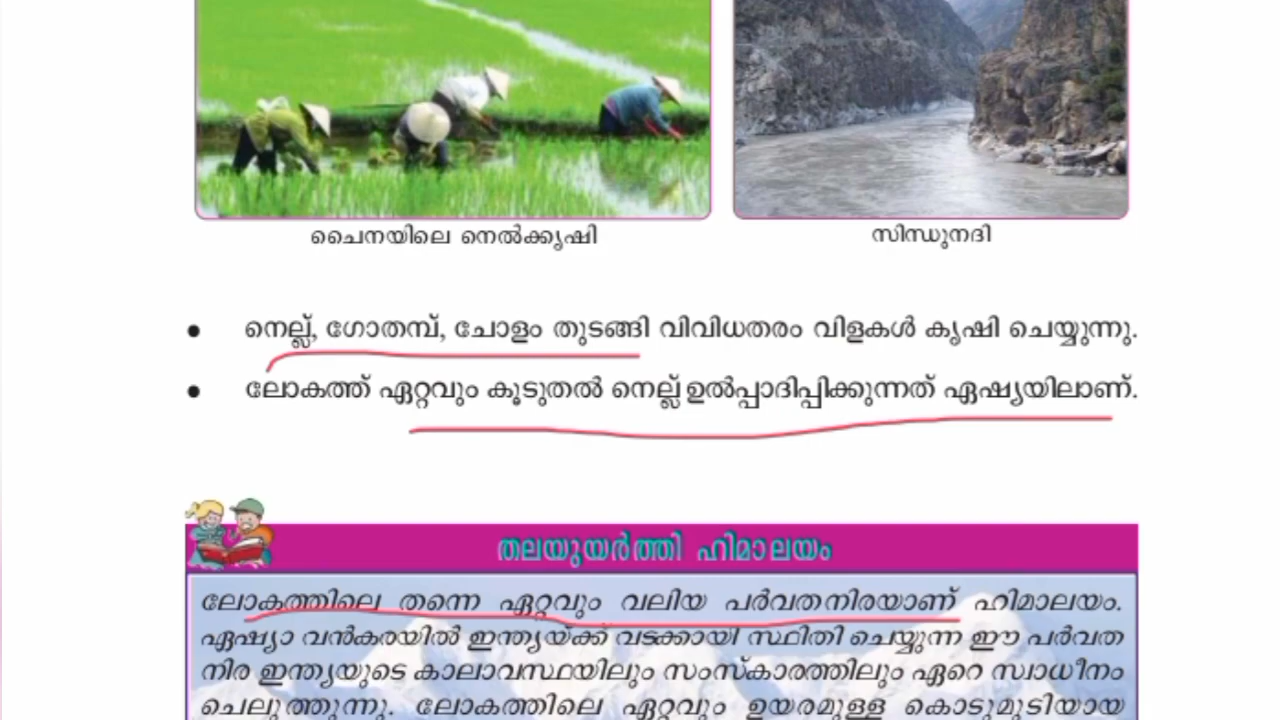 ചൈനയിലെ നെൽക്കൃഷി
സിന്ധുനദി
• നെല്ല്, ഗോതമ്പ്, ചോളം തുടങ്ങി വിവിധതരം വിളകൾ കൃഷി ചെയ്യുന്നു.
• ലോകത്ത് ഏറ്റവും കൂടുതൽ നെല്ല് ഉൽപ്പാദിപ്പിക്കുന്നത് ഏഷ്യയിലാണ്.
തലയുയർത്തി ഹിമാലയം
ലോകത്തിലെ തന്നെ ഏറ്റവും വലിയ പർവതനിരയാണ് ഹിമാലയം.
ഏഷ്യാ വൻകരയിൽ ഇന്ത്യയ്ക്ക് വടക്കായി സ്ഥിതി ചെയ്യുന്ന ഈ പർവത
നിര ഇന്ത്യയുടെ കാലാവസ്ഥയിലും സംസ്കാരത്തിലും ഏറെ സ്വാധീനം
ചെലുത്തുന്നു. ലോകത്തിലെ ഏറ്റവും ഉയരമുള്ള കൊടുമുടിയായ